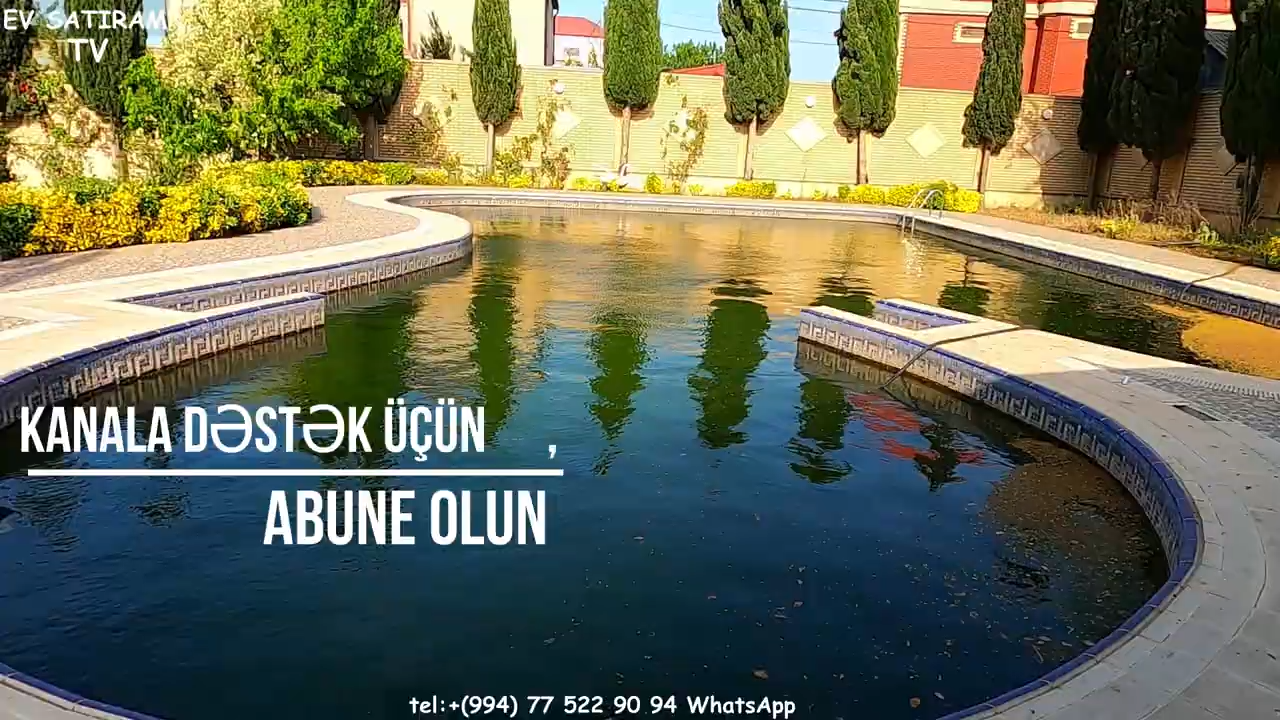 EV SATIRAM
TV
KANALA DƏSTƏK ÜÇÜN ,
ABUNE OLUN
tel:+(994) 77 522 90 94 WhatsApp